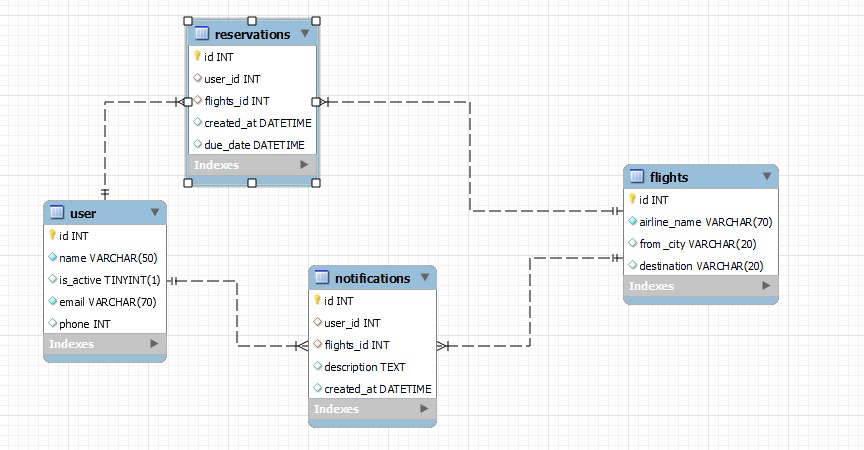 reservations
id INT
user_id INT
flights_id INT
created_at DATETIME
due_date DATETIME
Indexes
user
id INT
name VARCHAR(50)
is_active TINYINT(1)
email VARCHAR(70)
phone INT
Indexes
notifications
id INT
user_id INT
flights_id INT
description TEXT
created_at DATETIME
Indexes
flights
id INT
airline_name VARCHAR(70)
from_city VARCHAR(20)
destination VARCHAR(20)
Indexes